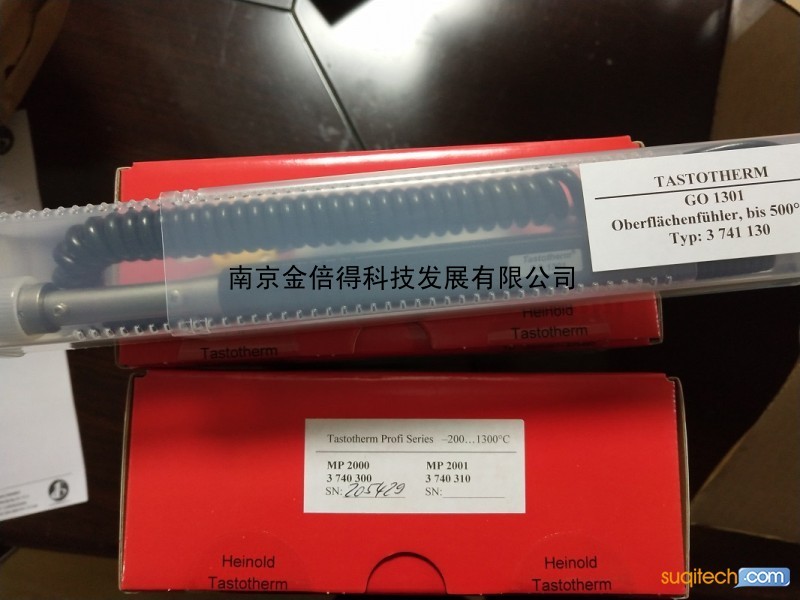 TASTOTHERM
GO 1301
Oberflächenfühler, bis 500°
Typ: 3 741 130
Tastotherm
南京金倍得科技发展有限公司
Heinold
Tastotherm
Tastotherm
Tastotherm Profi Series –200…1300°C
MP 2000 MP 2001
3 740 300 3 740 310
SN: 205429 SN:
Heinold
Tastotherm
Heinold
Tastotherm
suqitech.com